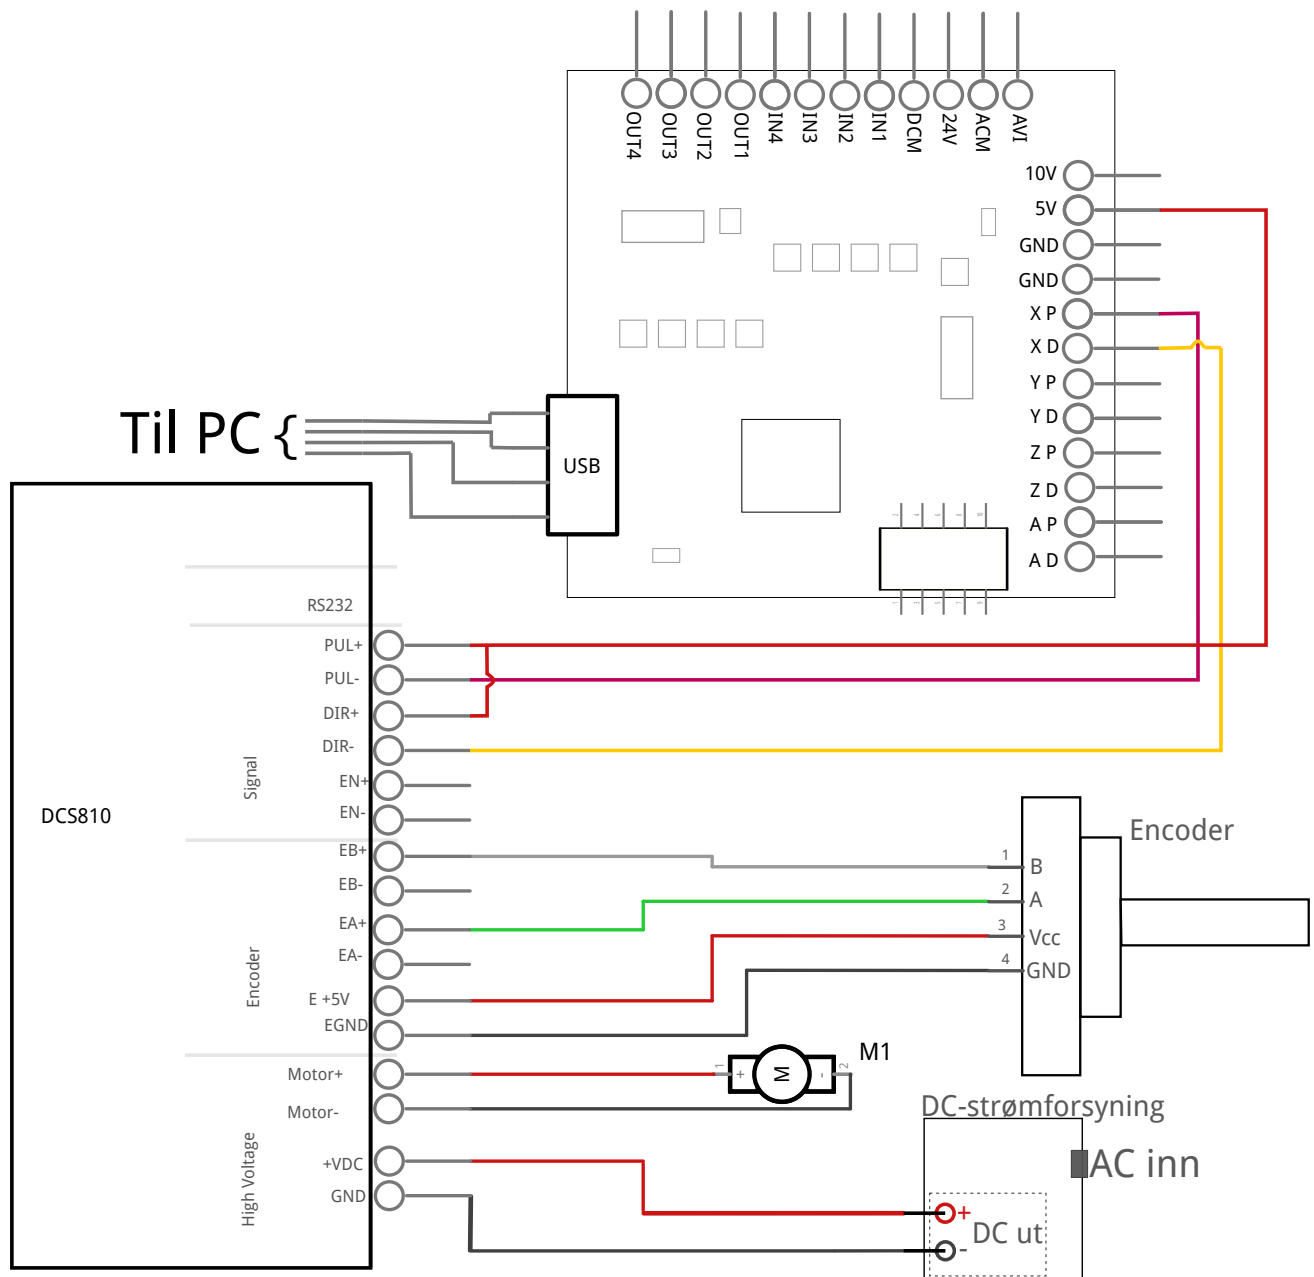 OUT4 OUT3 OUT2 OUT1 IN4 IN3 IN2 IN1 DCM 24V ACM AVI
10V
5V
GND
GND
X P
X D
Y P
Y D
Z P
Z D
A P
A D
Til PC {
USB
RS232
PUL+
PUL-
DIR+
DIR-
EN+
EN-
Signal
DCS810
EB+
EB-
EA+
EA-
E +5V
EGND
Encoder
Motor+
Motor-
+VDC
GND
High Voltage
Encoder
1 B
2 A
3 Vcc
4 GND
M1
1 + M - 2
DC-strømforsyning
AC inn
+
DC ut
-